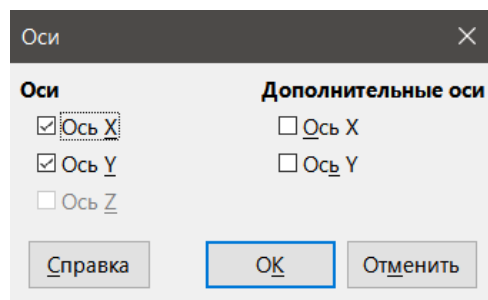 Оси
Оси Дополнительные оси
Ось X Ось X
Ось Y Ось Y
Ось Z
Справка ОК Отменить